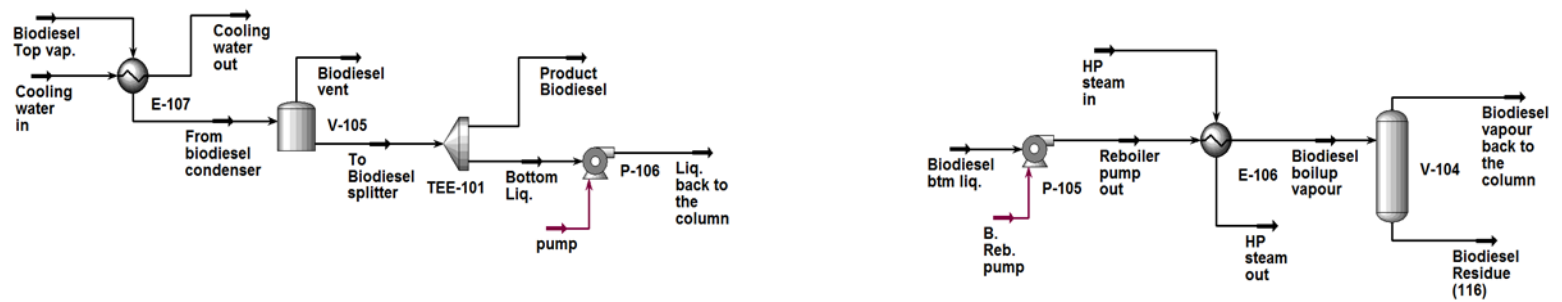 Biodiesel
Top vap.
Cooling
water
out
Cooling
water
in
E-107
From
biodiesel
condenser
Biodiesel
vent
V-105
To
Biodiesel
splitter
TEE-101
Product
Biodiesel
Bottom
Liq.
P-106
Liq.
back to
the
column
pump
HP
steam
in
Biodiesel
btm liq.
P-105
B.
Reb.
pump
Reboiler
pump
out
E-106
HP
steam
out
Biodiesel
boilup
vapour
V-104
Biodiesel
vapour
back to
the
column
Biodiesel
Residue
(116)